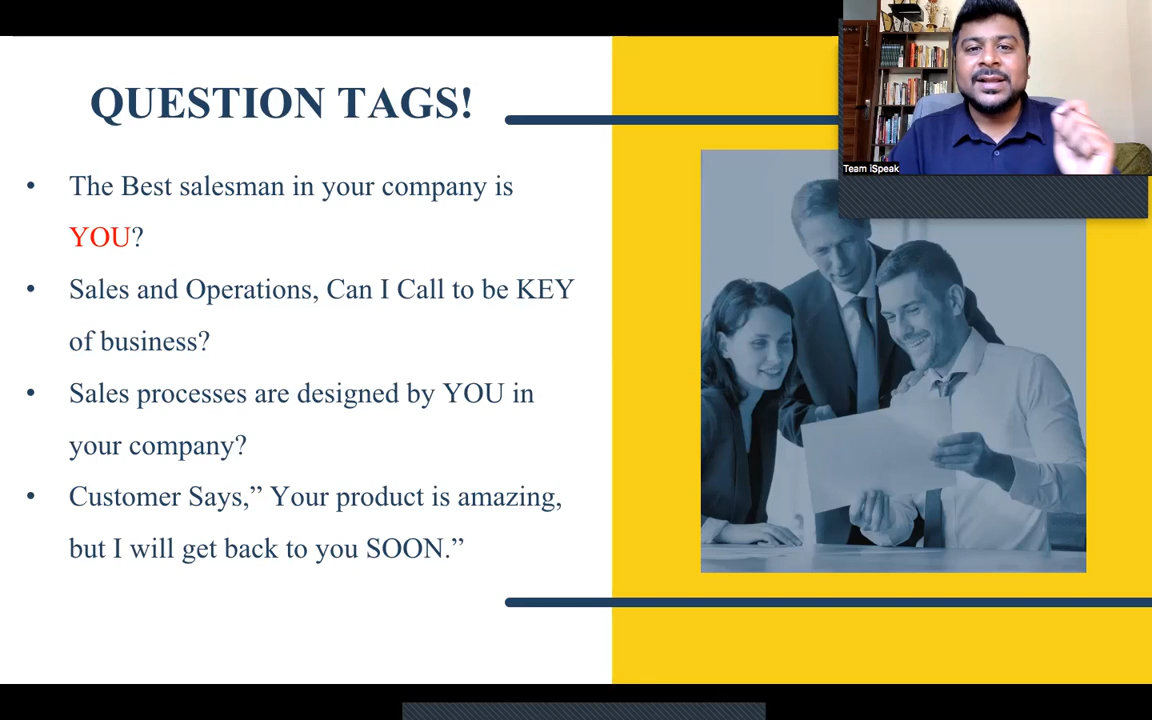 QUESTION TAGS!
• The Best salesman in your company is
YOU?
• Sales and Operations, Can I Call to be KEY
of business?
• Sales processes are designed by YOU in
your company?
• Customer Says,” Your product is amazing,
but I will get back to you SOON.”
Team iSpeak